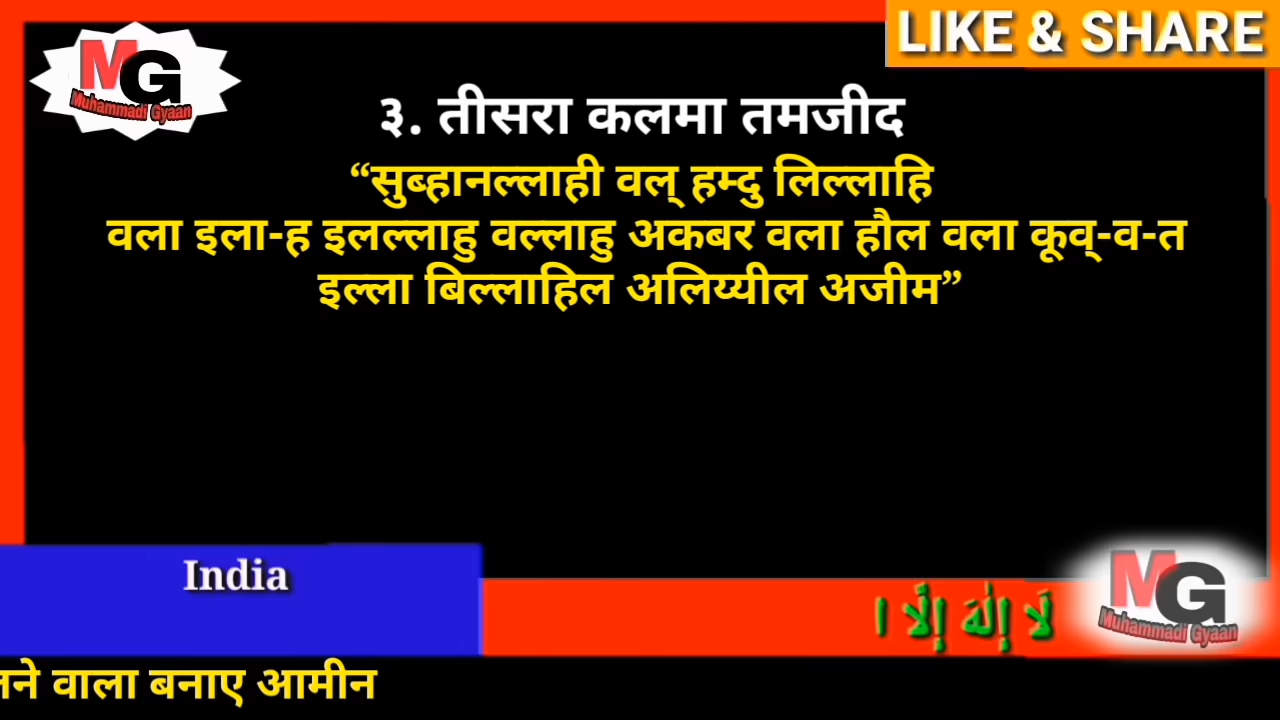 LIKE & SHARE
MG
Muhammadi Gyaan
३. तीसरा कलमा तमजीद
“सुब्हानल्लाही वल् हम्दु लिल्लाहि
वला इला-ह इलल्लाहु वल्लाहु अकबर वला हौल वला कूव्-व-त
इल्ला बिल्लाहिल अलिय्यील अजीम”
India
لَا إِلٰهَ إِلَّا ا
MG
Muhammadi Gyaan
वाला बनाए आमीन